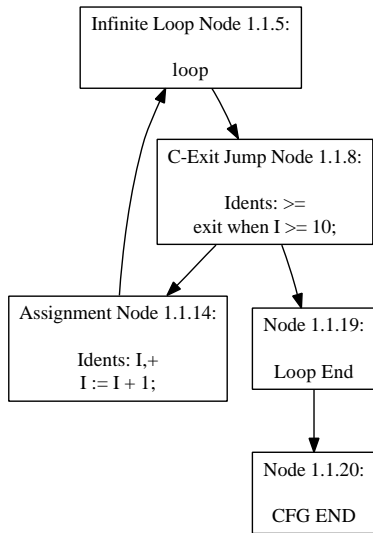 Infinite Loop Node 1.1.5:
loop
C-Exit Jump Node 1.1.8:
Idents: >=
exit when I >= 10;
Assignment Node 1.1.14:
Idents: I,+
I := I + 1;
Node 1.1.19:
Loop End
Node 1.1.20:
CFG END